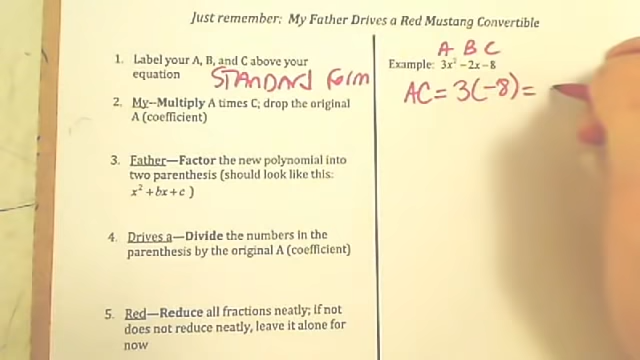 Just remember: My Father Drives a Red Mustang Convertible
1. Label your A, B, and C above your
equation STANDARD FORM
2. My—Multiply A times C; drop the original
A (coefficient)
3. Father—Factor the new polynomial into
two parenthesis (should look like this:
x² + bx + c )
4. Drives a—Divide the numbers in the
parenthesis by the original A (coefficient)
5. Red—Reduce all fractions neatly; if not
does not reduce neatly, leave it alone for
now
A B C
Example: 3x² − 2x − 8
AC = 3(−8) =